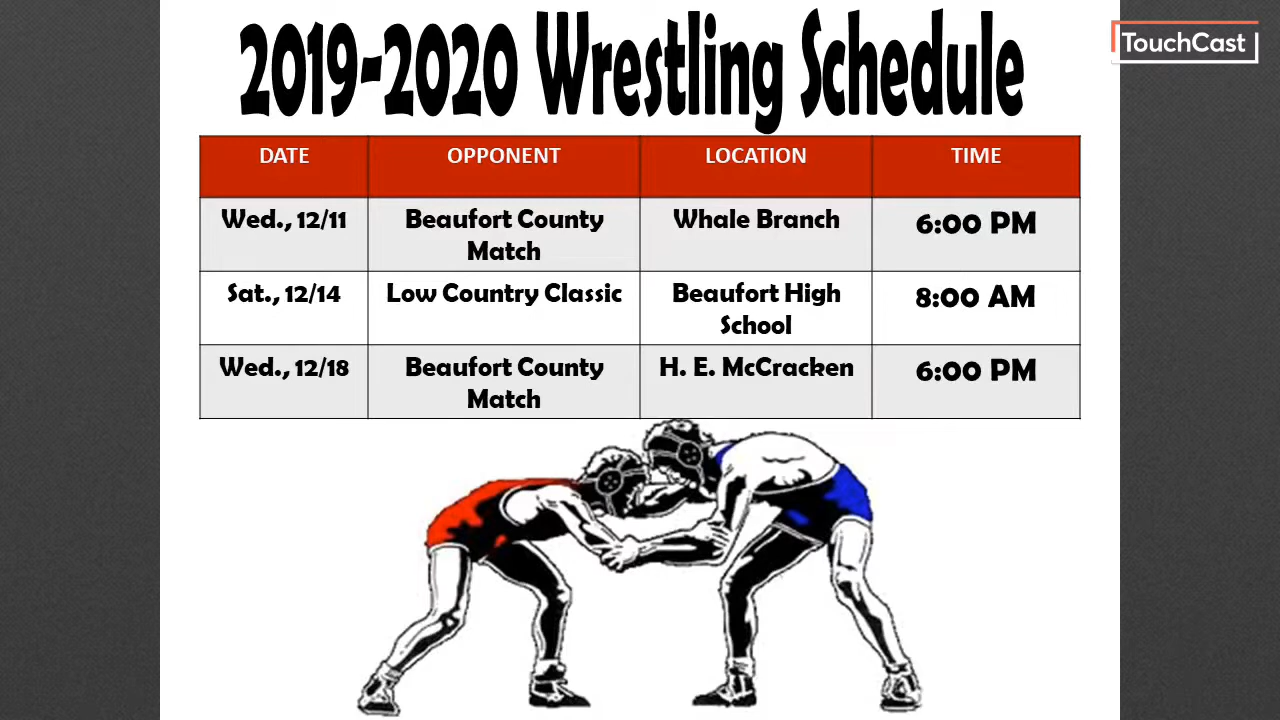 2019-2020 Wrestling Schedule
TouchCast
DATE OPPONENT LOCATION TIME
Wed., 12/11 Beaufort County Match Whale Branch 6:00 PM
Sat., 12/14 Low Country Classic Beaufort High School 8:00 AM
Wed., 12/18 Beaufort County Match H. E. McCracken 6:00 PM